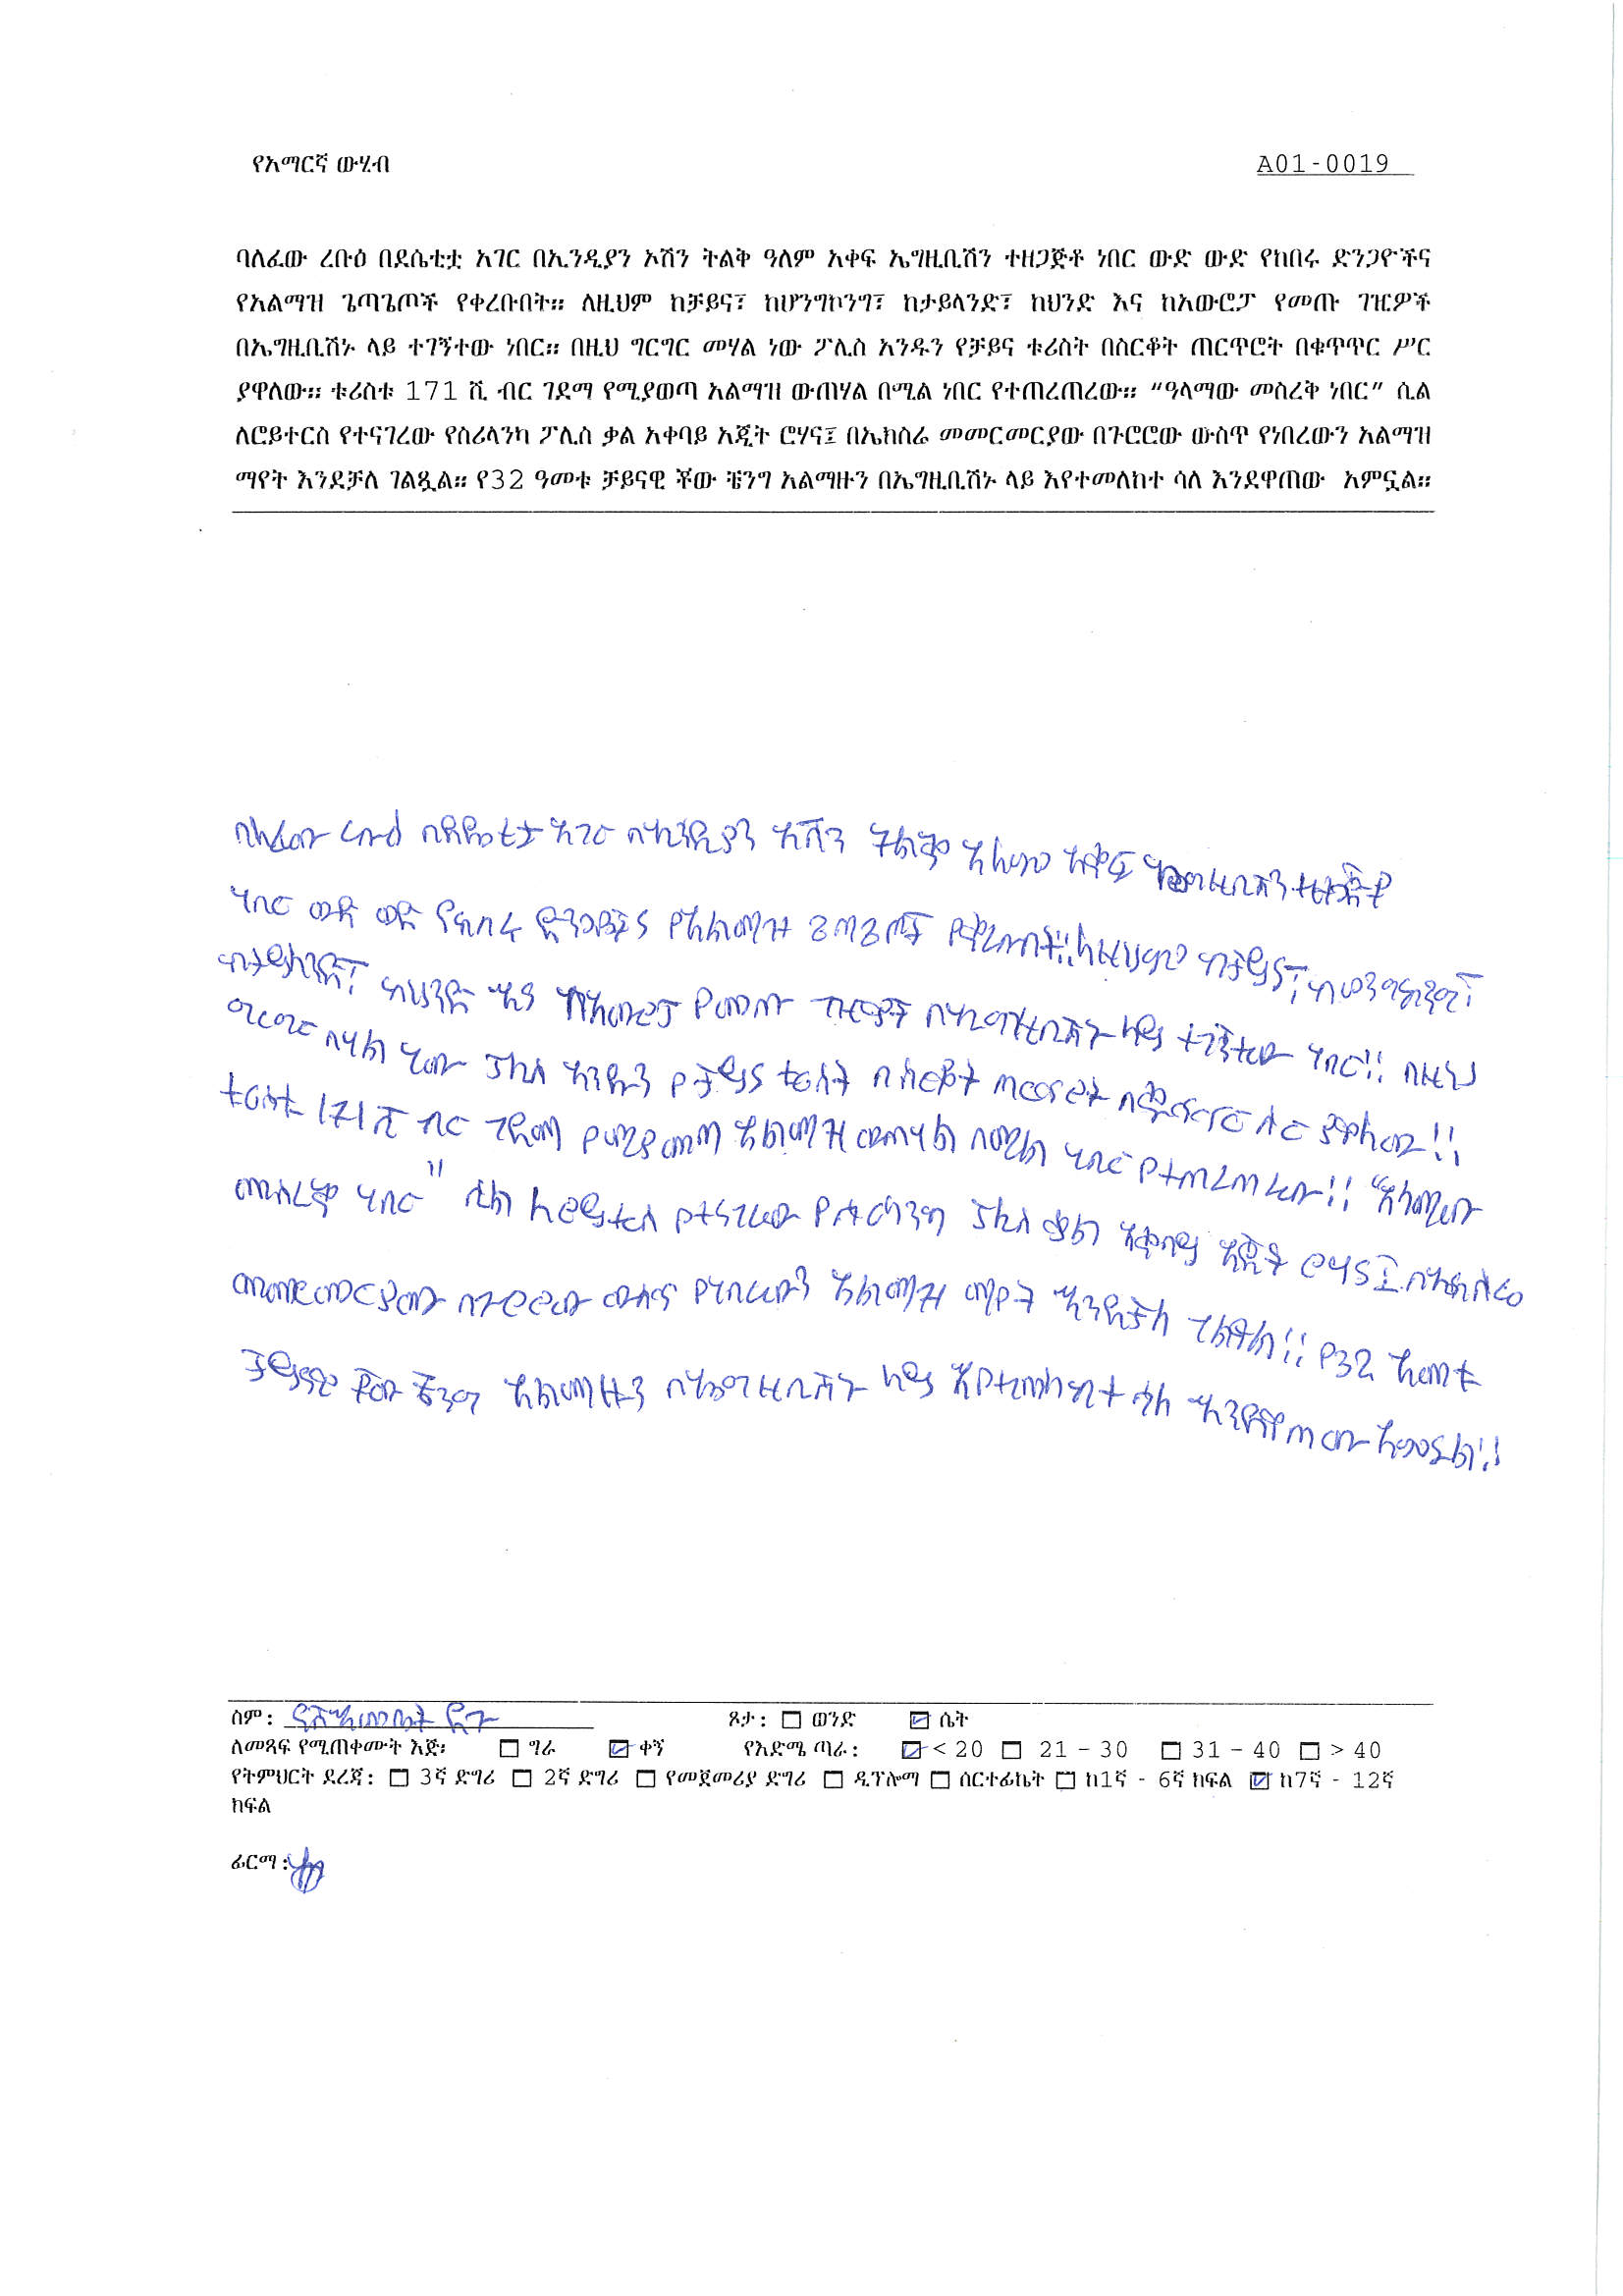 የአማርኛ ውሂብ A01-0019
ባለፈው ረቡዕ በደሴቲቷ አገር በኢንዲያን ኦሽን ትልቅ ዓለም አቀፍ ኤግዚቢሽን ተዘጋጅቶ ነበር ውድ ውድ የከበሩ ድንጋዮችና
የአልማዝ ጌጣጌጦች የቀረቡበት። ለዚህም ከቻይና፣ ከሆንግኮንግ፣ ከታይላንድ፣ ከህንድ እና ከአውሮፓ የመጡ ገዢዎች
በኤግዚቢሽኑ ላይ ተገኝተው ነበር። በዚህ ግርግር መሃል ነው ፖሊስ አንዱን የቻይና ቱሪስት በስርቆት ጠርጥሮት በቁጥጥር ሥር
ያዋለው። ቱሪስቱ 171 ሺ ብር ገደማ የሚያወጣ አልማዝ ውጠሃል በሚል ነበር የተጠረጠረው። “ዓላማው መስረቅ ነበር” ሲል
ለሮይተርስ የተናገረው የስሪላንካ ፖሊስ ቃል አቀባይ አጂት ሮሃና፤ በኤክስሬ መመርመርያው በጉሮሮው ውስጥ የነበረውን አልማዝ
ማየት እንደቻለ ገልጿል። የ32 ዓመቱ ቻይናዊ ቾው ቼንግ አልማዙን በኤግዚቢሽኑ ላይ እየተመለከተ ሳለ እንደዋጠው አምኗል።
ባለፈው ረቡዕ በደሴቲቷ አገር በኢንዲያን ኦሽን ትልቅ አለም አቀፍ ኤግዚቢሽን ተዘጋጅቶ
ነበር ውድ ውድ የከበሩ ድንጋዮችና የአልማዝ ጌጣጌጦች የቀረቡበት። ለዚህም ከቻይና፣ ከሆንግኮንግ፣
ከታይላንድ፣ ከህንድ እና ከአውሮፓ የመጡ ገዢዎች በኤግዚቢሽኑ ላይ ተገኝተው ነበር። በዚህ
ግርግር መሃል ነው ፖሊስ አንዱን የቻይና ቱሪስት በስርቆት ጠርጥሮት በቁጥጥር ስር ያዋለው።
ቱሪስቱ 171 ሺ ብር ገደማ የሚያወጣ አልማዝ ውጠሃል በሚል ነበር የተጠረጠረው። “አላማው
መስረቅ ነበር” ሲል ለሮይተርስ የተናገረው የስሪላንካ ፖሊስ ቃል አቀባይ አጂት ሮሃና፤ በኤክስሬ
መመርመርያው በጉሮሮው ውስጥ የነበረውን አልማዝ ማየት እንደቻለ ገልጿል። የ32 አመቱ
ቻይናዊ ቾው ቼንግ አልማዙን በኤግዚቢሽኑ ላይ እየተመለከተ ሳለ እንደዋጠው አምኗል።
ስም: ጾታ: ወንድ ሴት
ለመጻፍ የሚጠቀሙት እጅ፡ ግራ ቀኝ የእድሜ ጣራ: < 20 21 – 30 31 – 40 > 40
የትምህርት ደረጃ: 3ኛ ድግሪ 2ኛ ድግሪ የመጀመሪያ ድግሪ ዲፕሎማ ሰርተፊኬት ከ1ኛ - 6ኛ ክፍል ከ7ኛ - 12ኛ
ክፍል
ፊርማ: